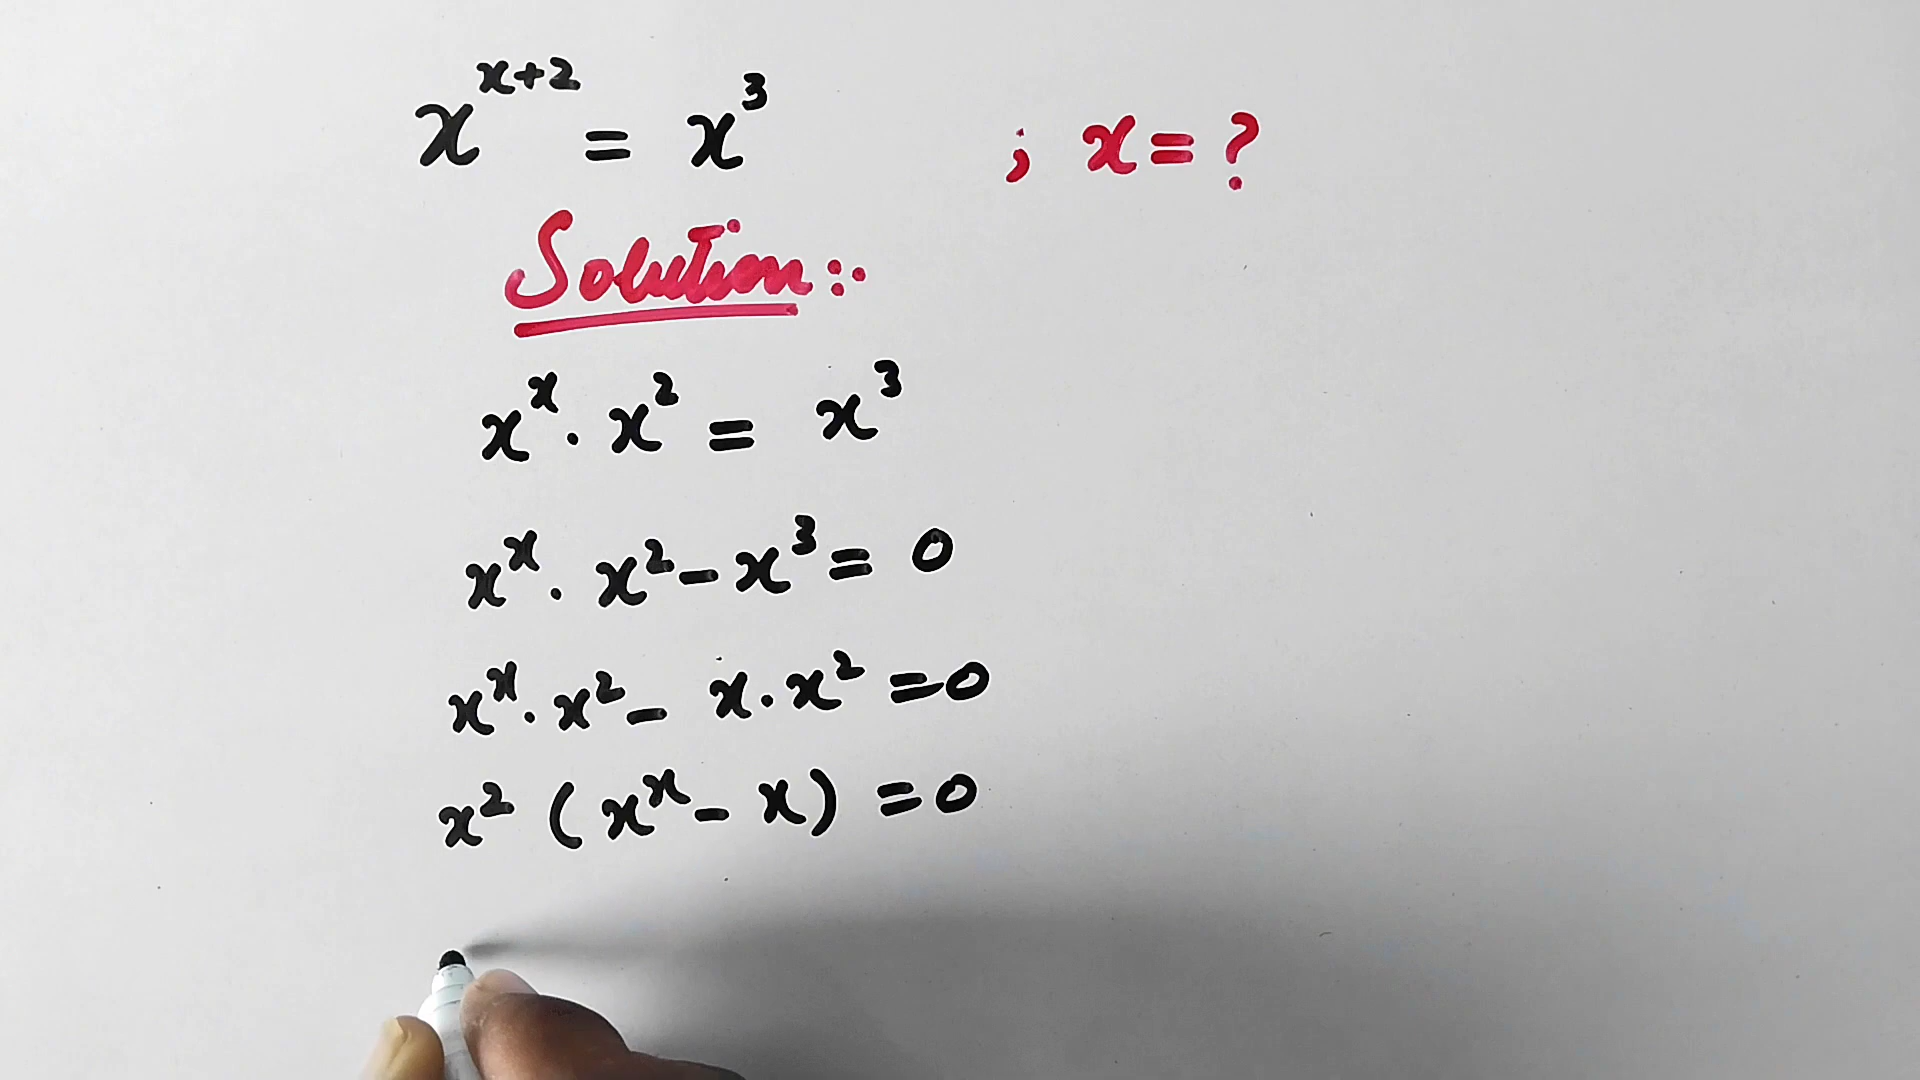 x^{x+2} = x^3 ; x = ?
Solution:-
x^x . x^2 = x^3
x^x . x^2 - x^3 = 0
x^x . x^2 - x . x^2 = 0
x^2 (x^x - x) = 0